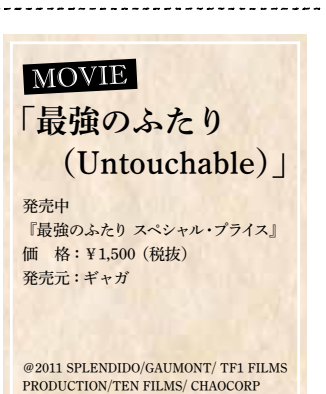 MOVIE
「最強のふたり
(Untouchable)」
発売中
『最強のふたり スペシャル・プライス』
価　格：¥1,500（税抜）
発売元：ギャガ
@2011 SPLENDIDO/GAUMONT/ TF1 FILMS
PRODUCTION/TEN FILMS/ CHAOCORP